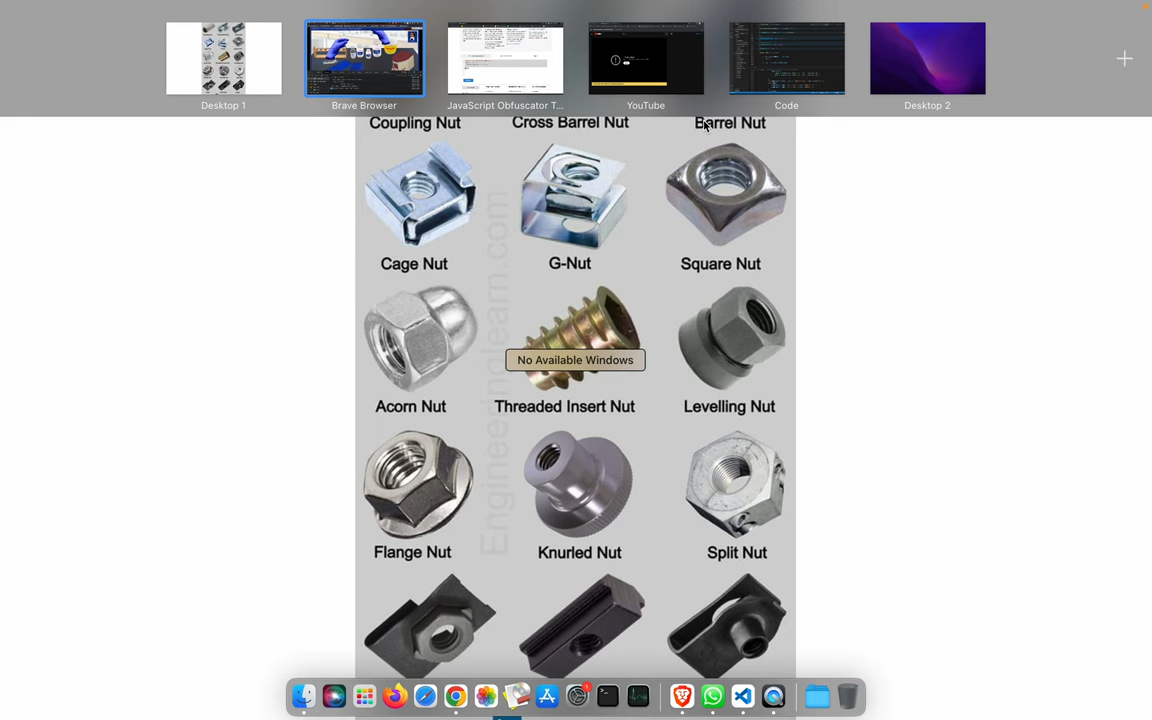 Desktop 1
Brave Browser
JavaScript Obfuscator T...
YouTube
Code
Desktop 2
Coupling Nut
Cross Barrel Nut
Barrel Nut
Cage Nut
G-Nut
Square Nut
No Available Windows
Acorn Nut
Threaded Insert Nut
Levelling Nut
Flange Nut
Knurled Nut
Split Nut
Engineeringlearn.com